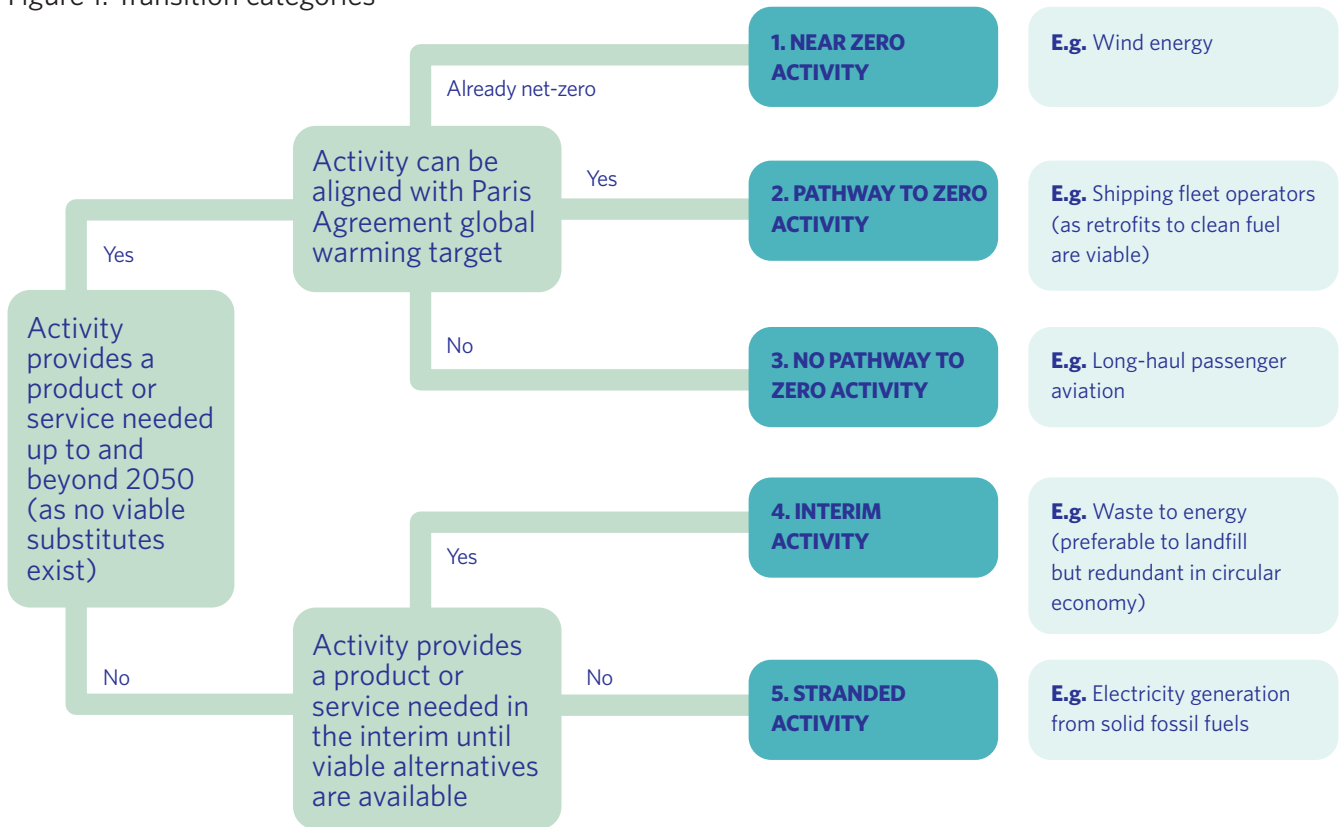 Figure 1: Transition categories
Activity
provides a
product or
service needed
up to and
beyond 2050
(as no viable
substitutes
exist)
Yes
No
Activity can be
aligned with Paris
Agreement global
warming target
Already net-zero
Yes
No
Activity provides
a product or
service needed in
the interim until
viable alternatives
are available
Yes
No
1. NEAR ZERO
ACTIVITY
E.g. Wind energy
2. PATHWAY TO ZERO
ACTIVITY
E.g. Shipping fleet operators
(as retrofits to clean fuel
are viable)
3. NO PATHWAY TO
ZERO ACTIVITY
E.g. Long-haul passenger
aviation
4. INTERIM
ACTIVITY
E.g. Waste to energy
(preferable to landfill
but redundant in circular
economy)
5. STRANDED
ACTIVITY
E.g. Electricity generation
from solid fossil fuels